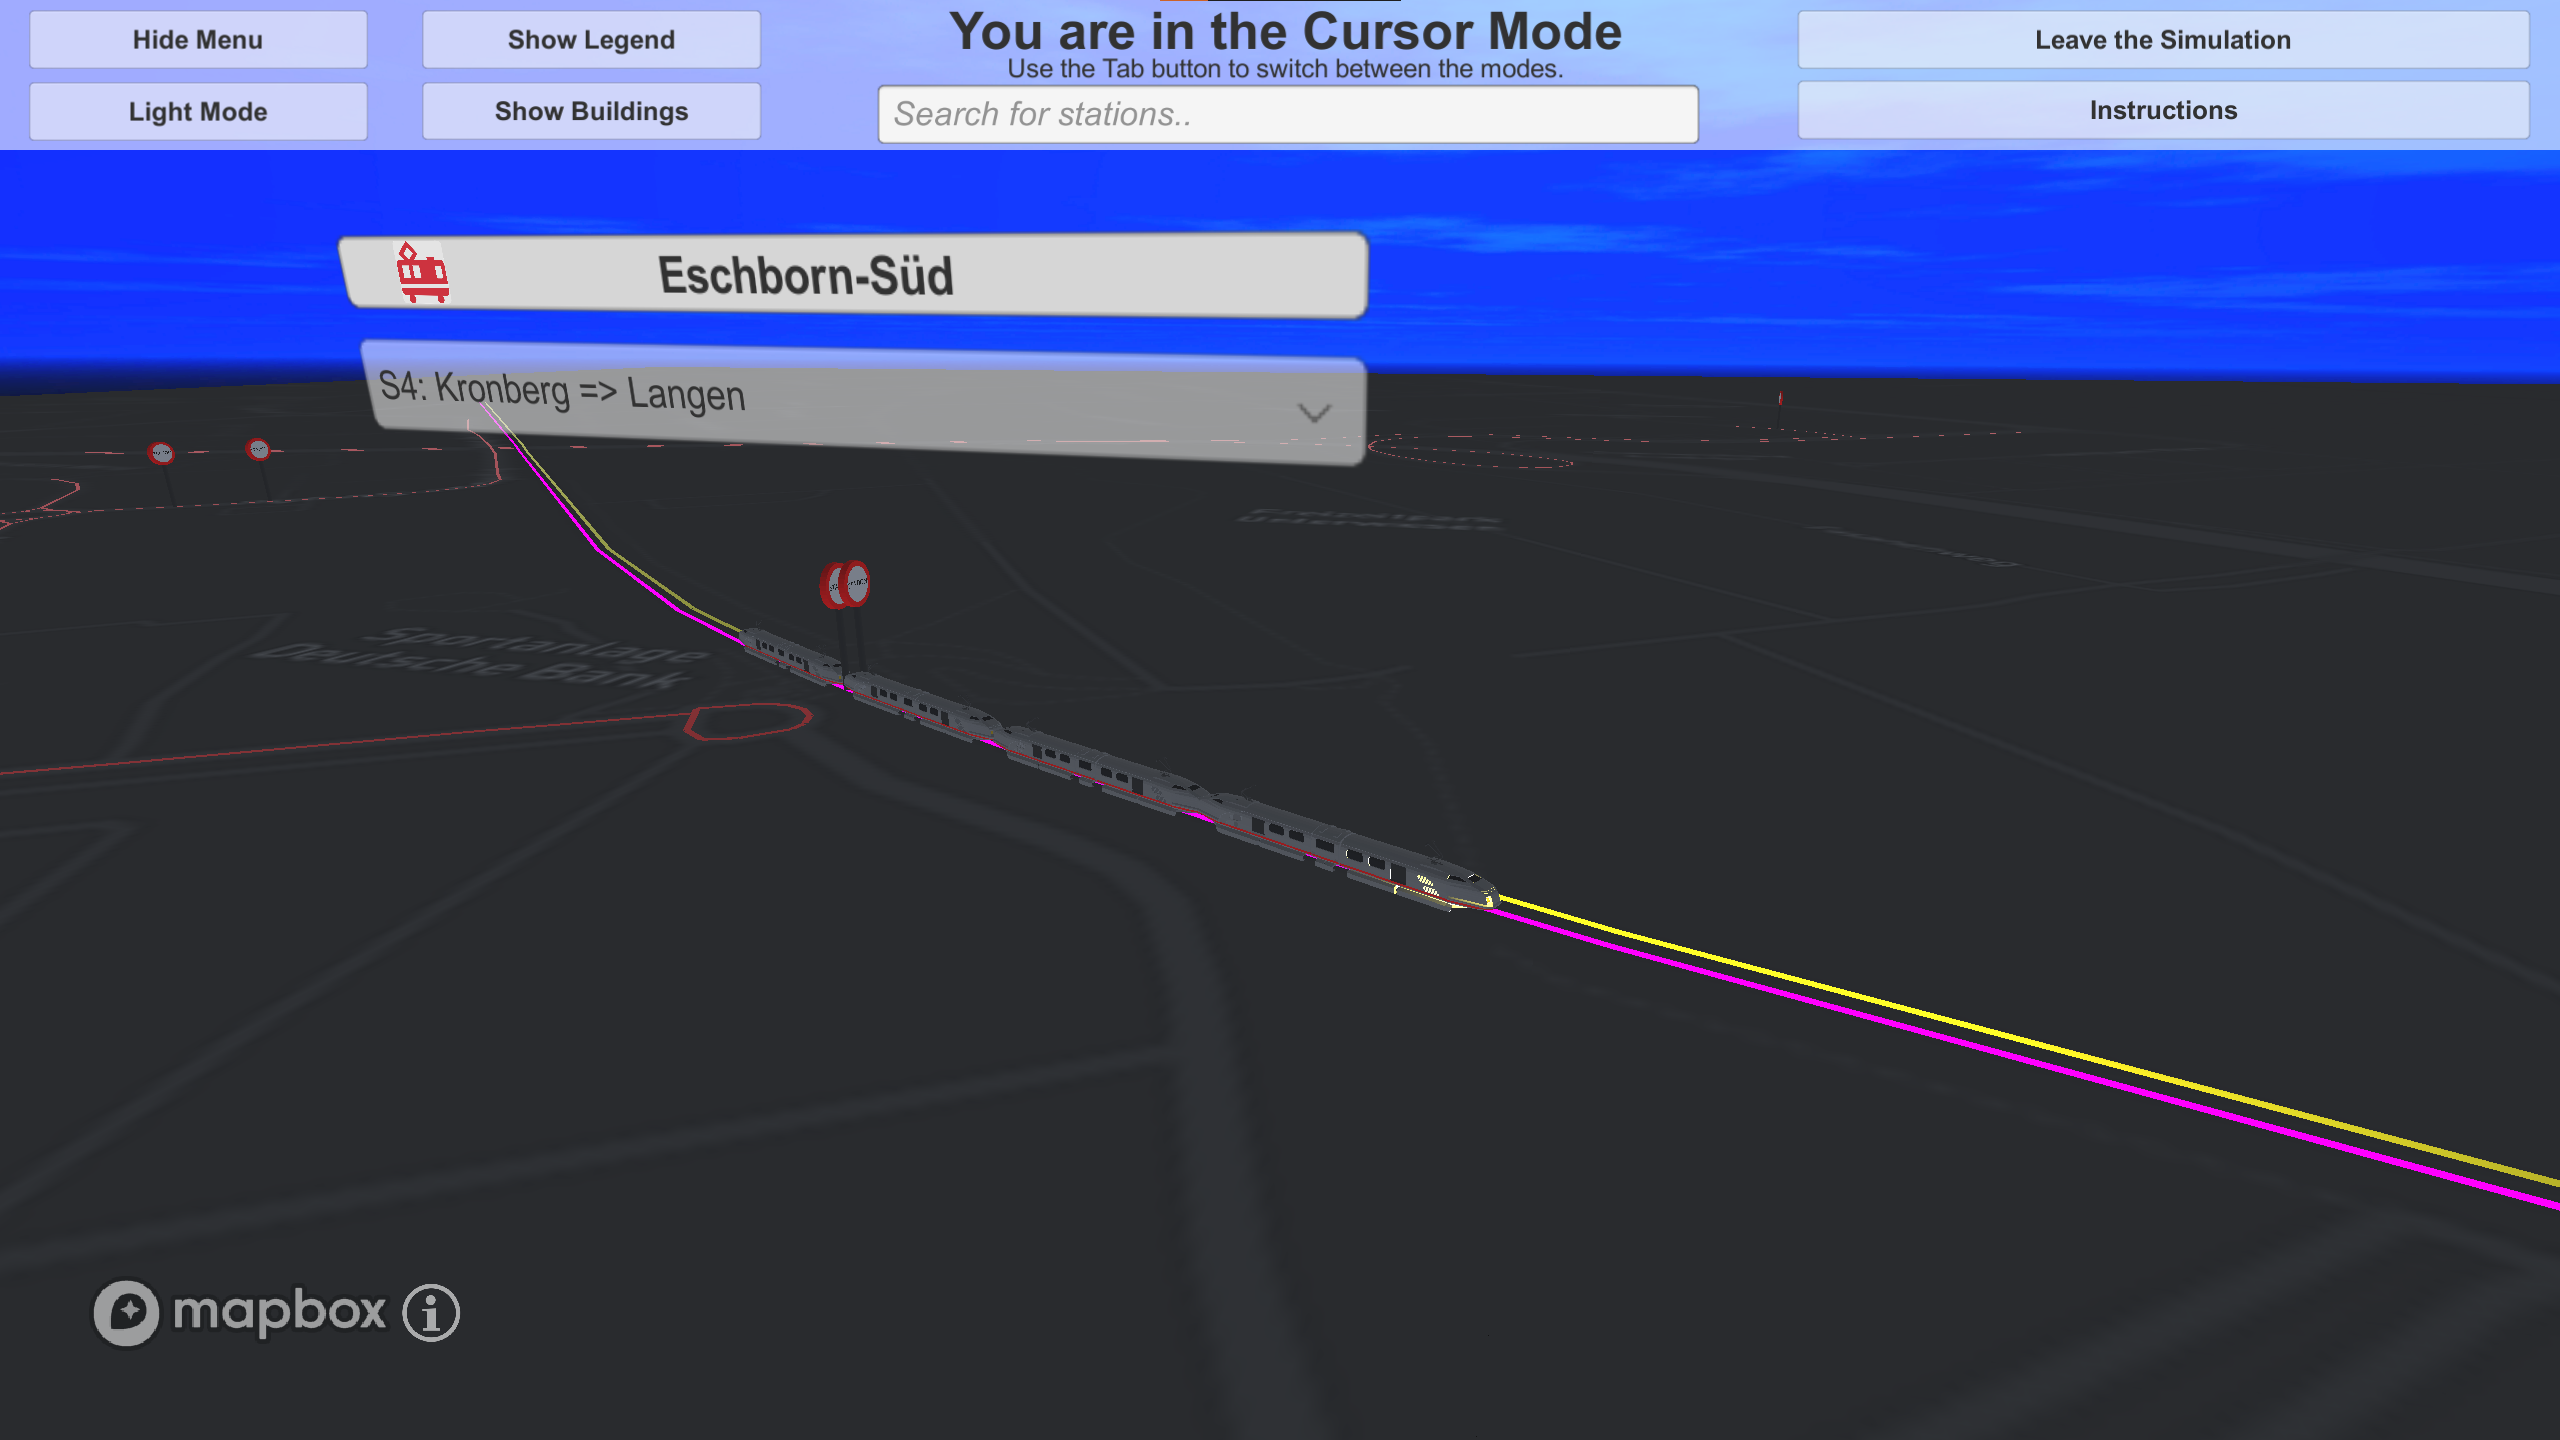 Hide Menu
Show Legend
You are in the Cursor Mode
Leave the Simulation
Use the Tab button to switch between the modes.
Light Mode
Show Buildings
Search for stations..
Instructions
Eschborn-Süd
S4: Kronberg => Langen
Sportanlage
Deutsche Bank
mapbox